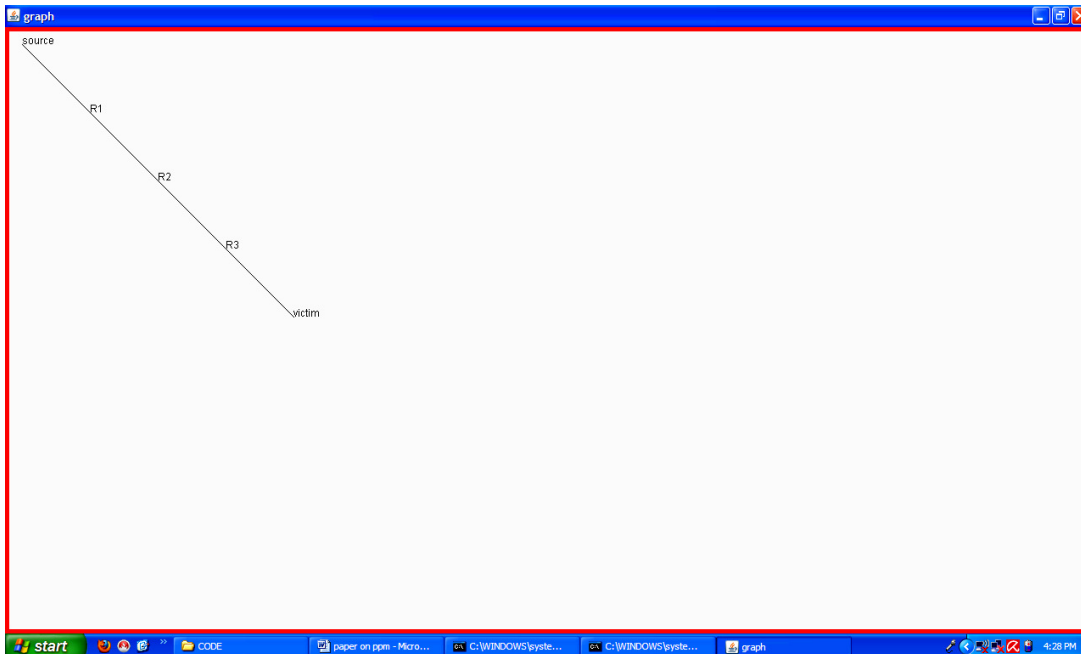 graph
source
R1
R2
R3
victim
start
CODE
paper on ppm - Micro...
C:\WINDOWS\syste...
C:\WINDOWS\syste...
graph
4:28 PM